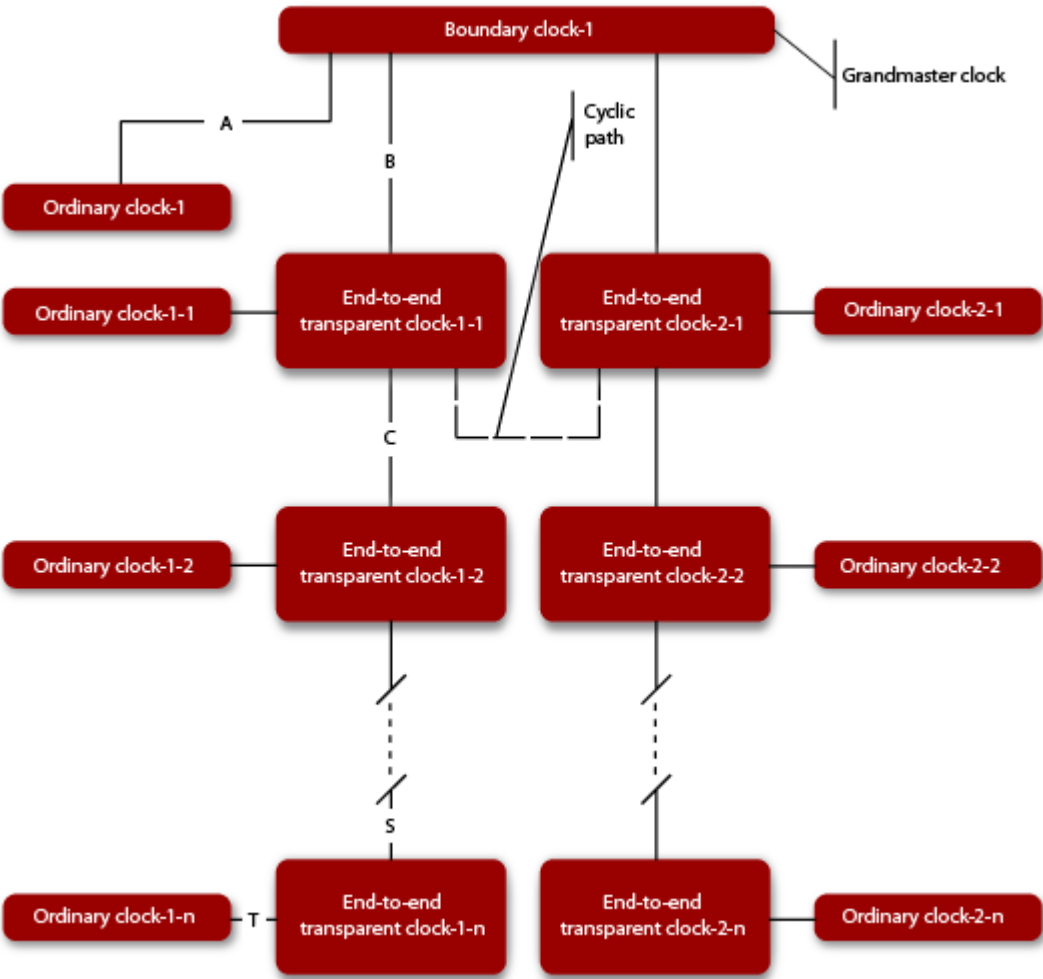 Boundary clock-1
Grandmaster clock
Cyclic
path
A
B
Ordinary clock-1
Ordinary clock-1-1
End-to-end
transparent clock-1-1
End-to-end
transparent clock-2-1
Ordinary clock-2-1
C
Ordinary clock-1-2
End-to-end
transparent clock-1-2
End-to-end
transparent clock-2-2
Ordinary clock-2-2
S
Ordinary clock-1-n
T
End-to-end
transparent clock-1-n
End-to-end
transparent clock-2-n
Ordinary clock-2-n